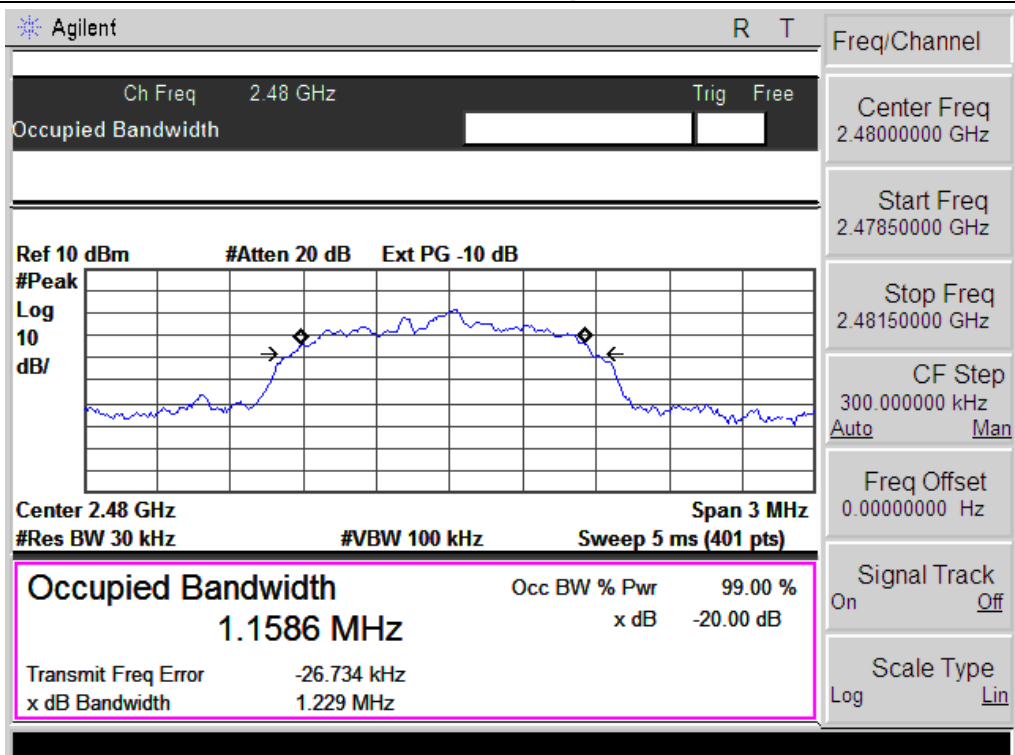 Agilent R T
Ch Freq 2.48 GHz Trig Free
Occupied Bandwidth
Ref 10 dBm #Atten 20 dB Ext PG -10 dB
#Peak
Log
10
dB/
Center 2.48 GHz Span 3 MHz
#Res BW 30 kHz #VBW 100 kHz Sweep 5 ms (401 pts)
Occupied Bandwidth Occ BW % Pwr 99.00 %
1.1586 MHz x dB -20.00 dB
Transmit Freq Error -26.734 kHz
x dB Bandwidth 1.229 MHz
Freq/Channel
Center Freq
2.48000000 GHz
Start Freq
2.47850000 GHz
Stop Freq
2.48150000 GHz
CF Step
300.000000 kHz
Auto Man
Freq Offset
0.00000000 Hz
Signal Track
On Off
Scale Type
Log Lin